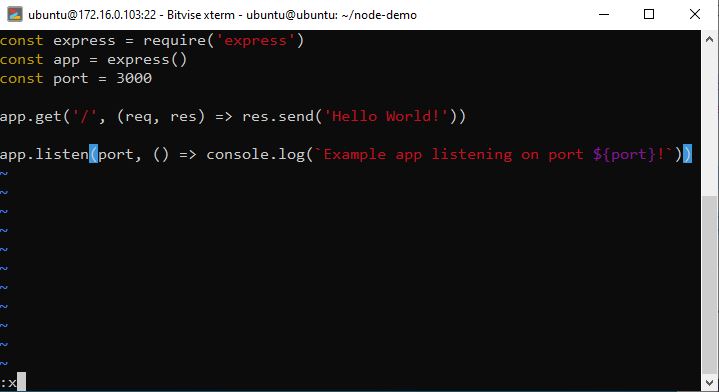 ubuntu@172.16.0.103:22 - Bitvise xterm - ubuntu@ubuntu: ~/node-demo
const express = require('express')
const app = express()
const port = 3000
app.get('/', (req, res) => res.send('Hello World!'))
app.listen(port, () => console.log(`Example app listening on port ${port}!`))
~
~
~
~
~
~
~
~
~
~
~
:x